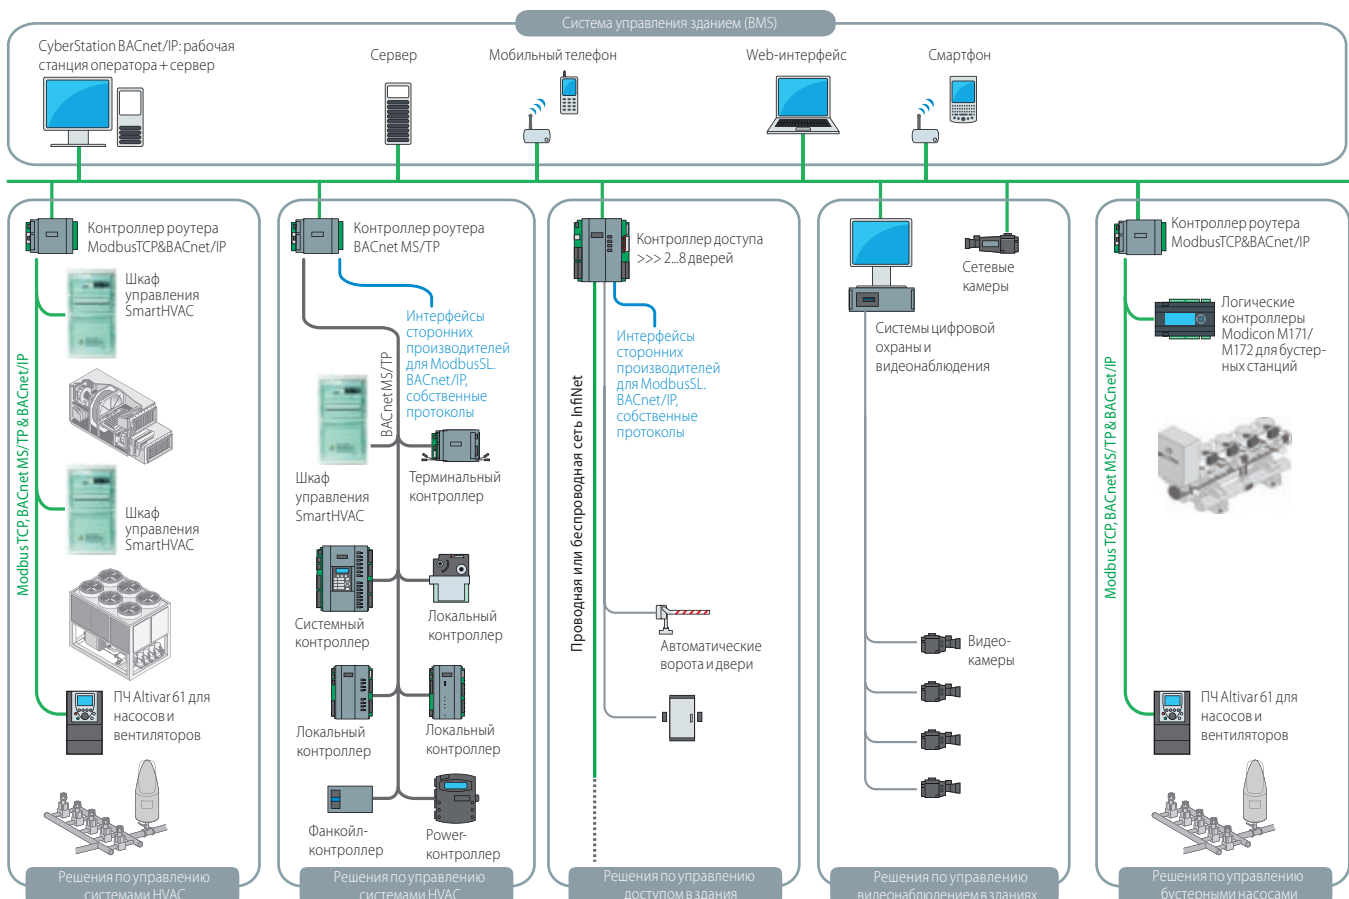 Система управления зданием (BMS)
CyberStation BACnet/IP: рабочая
станция оператора + сервер
Сервер
Мобильный телефон
Web-интерфейс
Смартфон
Контроллер роутера
ModbusTCP&BACnet/IP
Шкаф
управления
SmartHVAC
Modbus TCP, BACnet MS/TP & BACnet/IP
Шкаф
управления
SmartHVAC
ПЧ Altivar 61 для
насосов и
вентиляторов
Решения по управлению
системами HVAC
Контроллер роутера
BACnet MS/TP
Интерфейсы
сторонних
производителей
для ModbusSL.
BACnet/IP,
собственные
протоколы
BACnet MS/TP
Шкаф
управления
SmartHVAC
Терминальный
контроллер
Системный
контроллер
Локальный
контроллер
Локальный
контроллер
Локальный
контроллер
Фанкойл-
контроллер
Power-
контроллер
Решения по управлению
системами HVAC
Контроллер доступа
>>> 2...8 дверей
Интерфейсы
сторонних
производителей
для ModbusSL.
BACnet/IP,
собственные
протоколы
Проводная или беспроводная сеть InfiNet
Автоматические
ворота и двери
Решения по управлению
доступом в здания
Сетевые
камеры
Системы цифровой
охраны и
видеонаблюдения
Видео-
камеры
Решения по управлению
видеонаблюдением в зданиях
Контроллер роутера
ModbusTCP&BACnet/IP
Логические
контроллеры
Modicon M171/
M172 для бустер-
ных станций
Modbus TCP, BACnet MS/TP & BACnet/IP
ПЧ Altivar 61 для
насосов и
вентиляторов
Решения по управлению
бустерными насосами